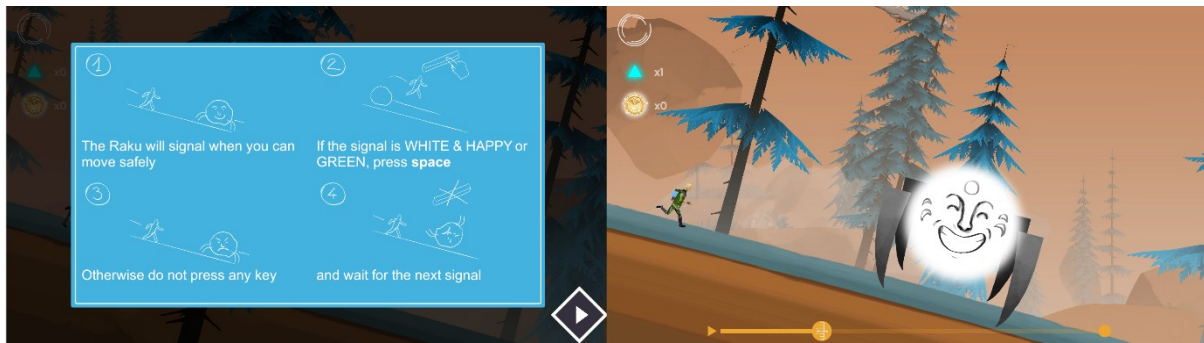 x0
x0
1
The Raku will signal when you can
move safely
2
If the signal is WHITE & HAPPY or
GREEN, press space
3
Otherwise do not press any key
4
and wait for the next signal
x1
x0